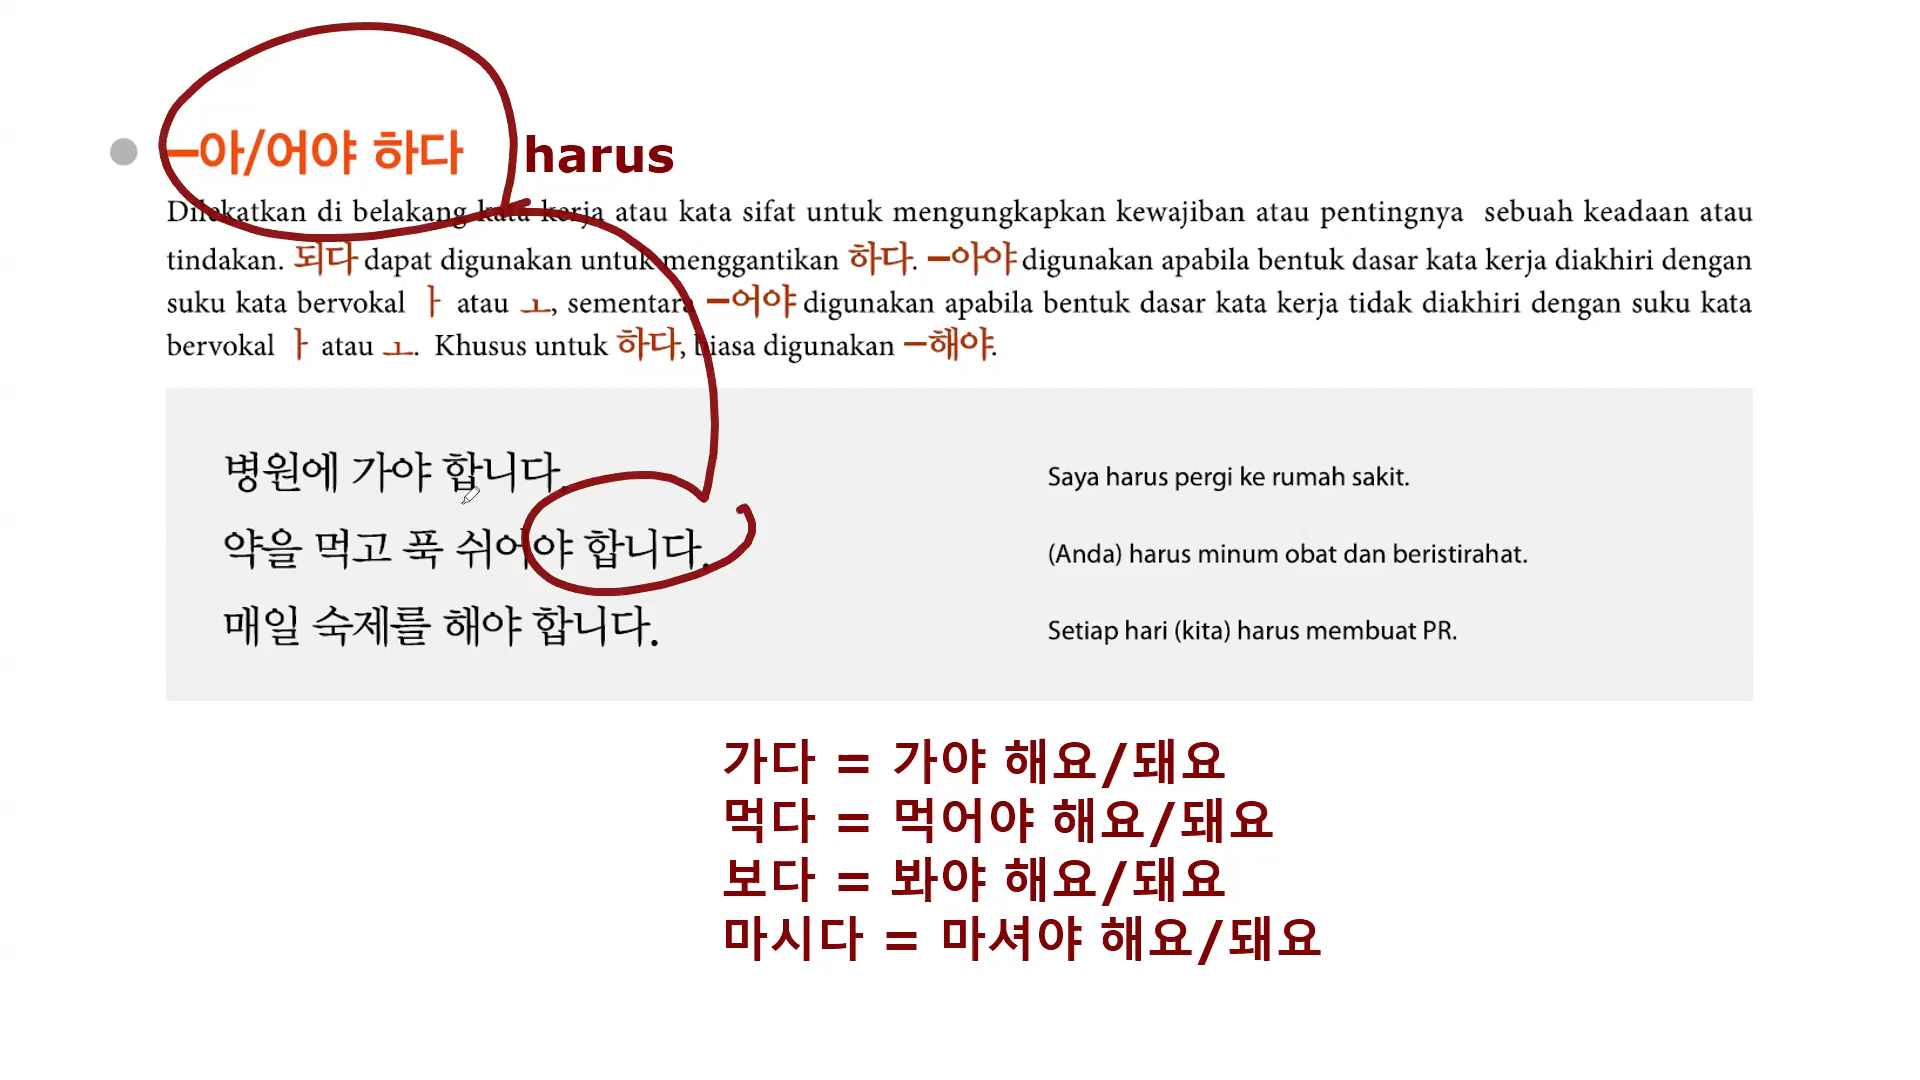 –아/어야 하다 harus
Dilekatkan di belakang kata kerja atau kata sifat untuk mengungkapkan kewajiban atau pentingnya sebuah keadaan atau
tindakan. 되다 dapat digunakan untuk menggantikan 하다. –아야 digunakan apabila bentuk dasar kata kerja diakhiri dengan
suku kata bervokal ㅏ atau ㅗ, sementara –어야 digunakan apabila bentuk dasar kata kerja tidak diakhiri dengan suku kata
bervokal ㅏ atau ㅗ. Khusus untuk 하다, biasa digunakan –해야.
병원에 가야 합니다. Saya harus pergi ke rumah sakit.
약을 먹고 푹 쉬어야 합니다. (Anda) harus minum obat dan beristirahat.
매일 숙제를 해야 합니다. Setiap hari (kita) harus membuat PR.
가다 = 가야 해요/돼요
먹다 = 먹어야 해요/돼요
보다 = 봐야 해요/돼요
마시다 = 마셔야 해요/돼요